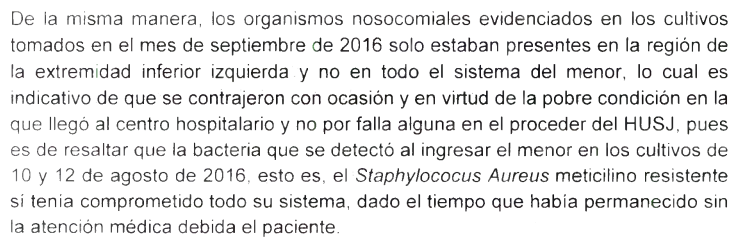 De la misma manera, los organismos nosocomiales evidenciados en los cultivos
tomados en el mes de septiembre de 2016 solo estaban presentes en la región de
la extremidad inferior izquierda y no en todo el sistema del menor, lo cual es
indicativo de que se contrajeron con ocasión y en virtud de la pobre condición en la
que llegó al centro hospitalario y no por falla alguna en el proceder del HUSJ, pues
es de resaltar que la bacteria que se detectó al ingresar el menor en los cultivos de
10 y 12 de agosto de 2016, esto es, el Staphylococus Aureus meticilino resistente
sí tenia comprometido todo su sistema, dado el tiempo que había permanecido sin
la atención médica debida el paciente.